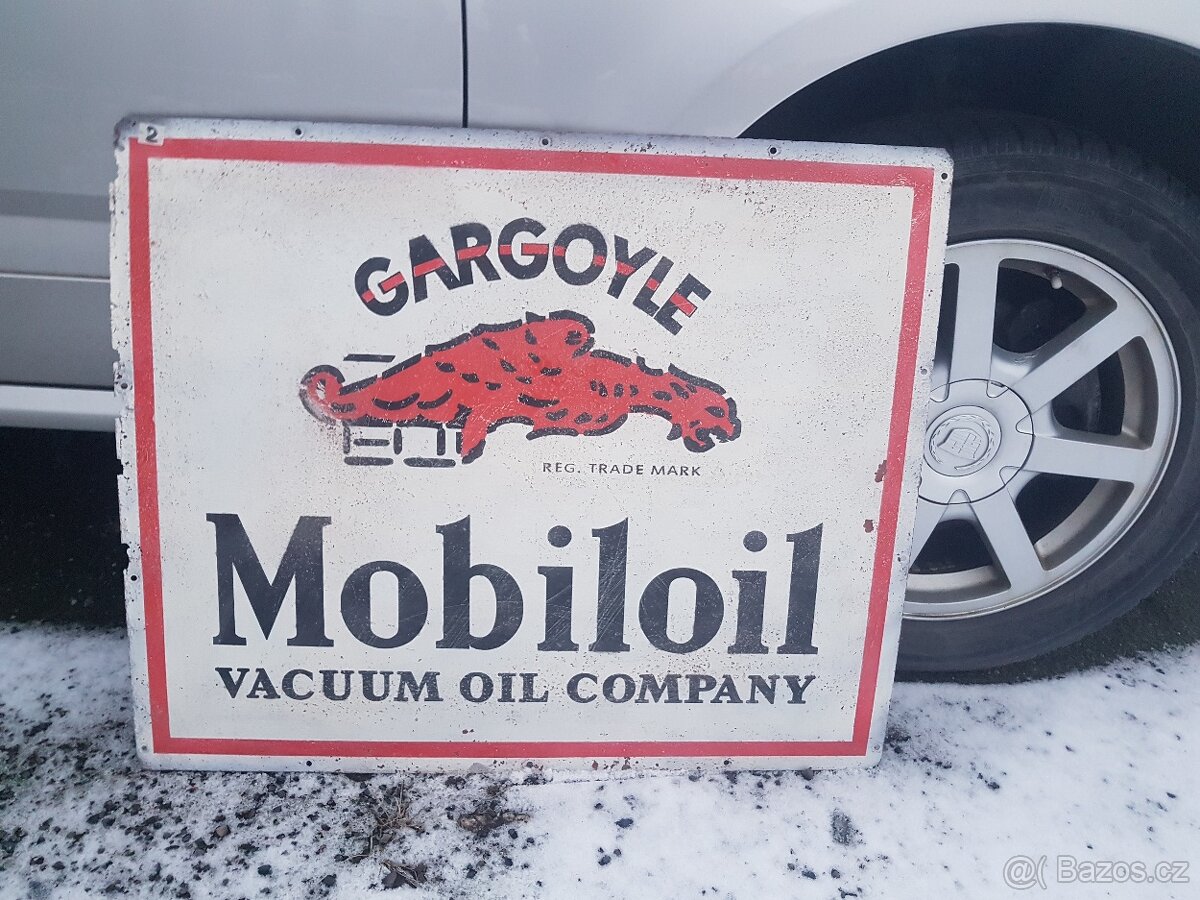 2
GARGOYLE
REG. TRADE MARK
Mobiloil
VACUUM OIL COMPANY
@( Bazos.cz